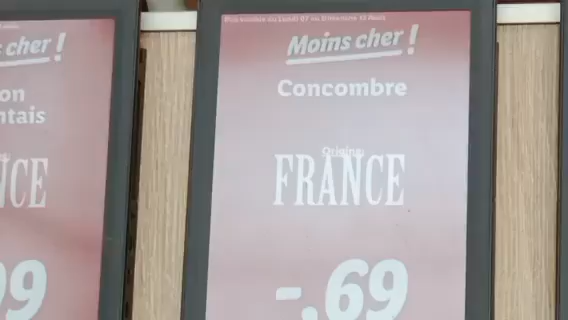 cher !
on
ntais
NCE
99
Moins cher !
Concombre
Origine
FRANCE
-.69